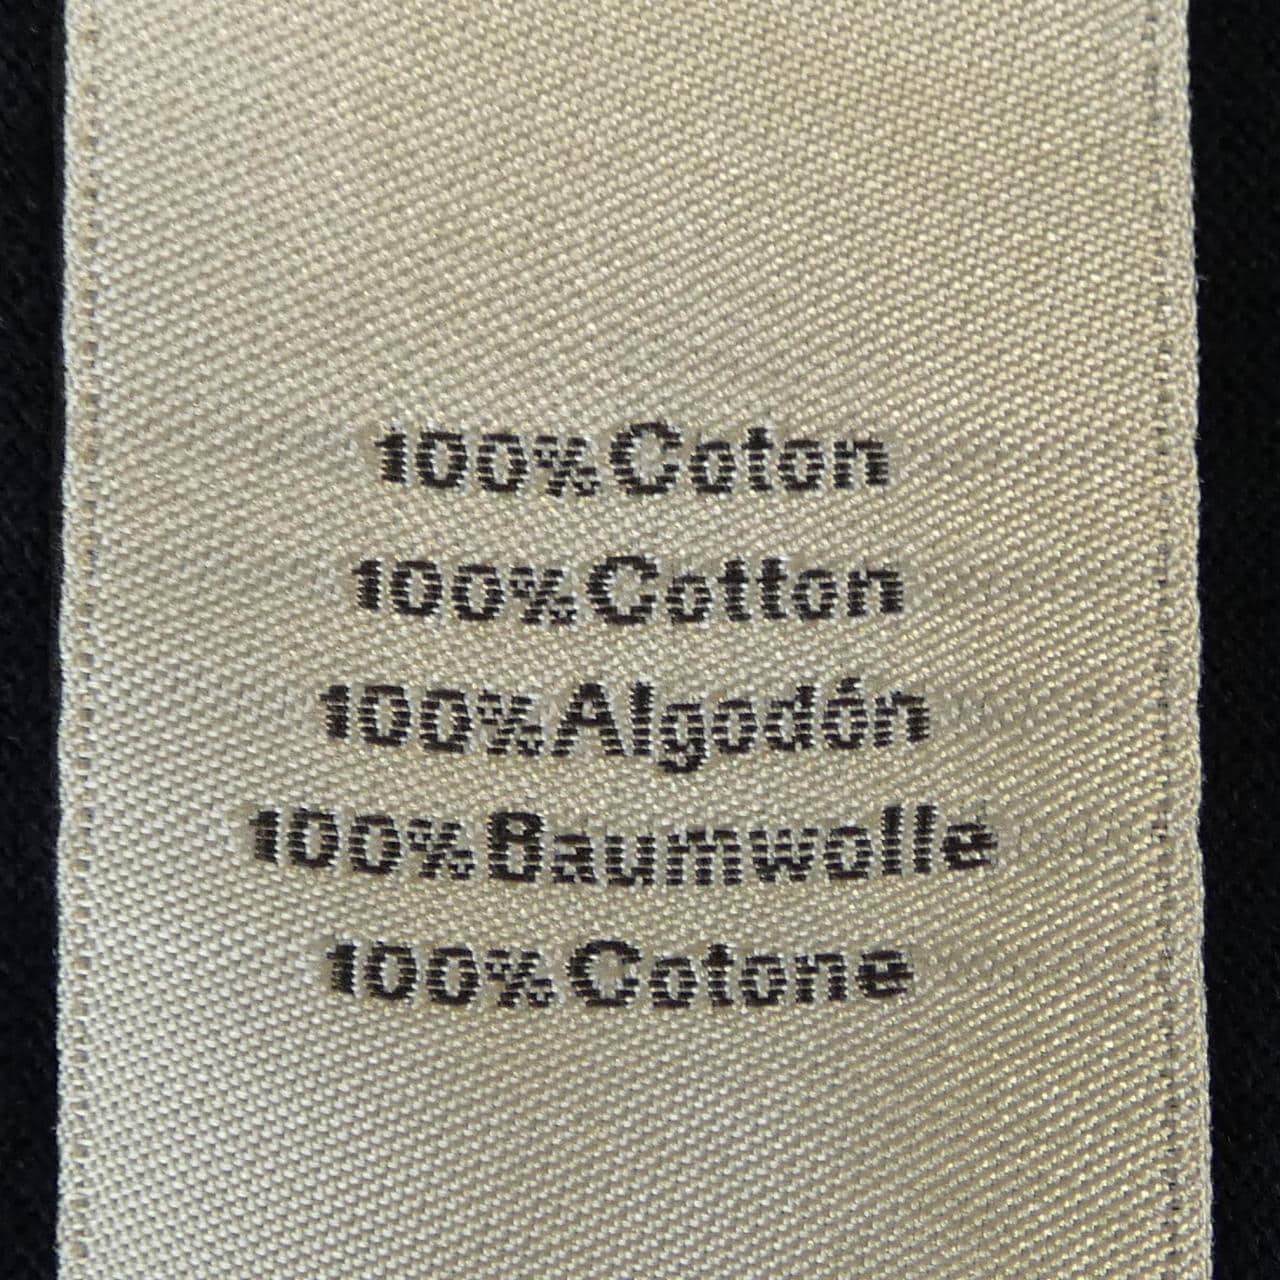 100% Coton
100% Cotton
100% Algodón
100% Baumwolle
100% Cotone